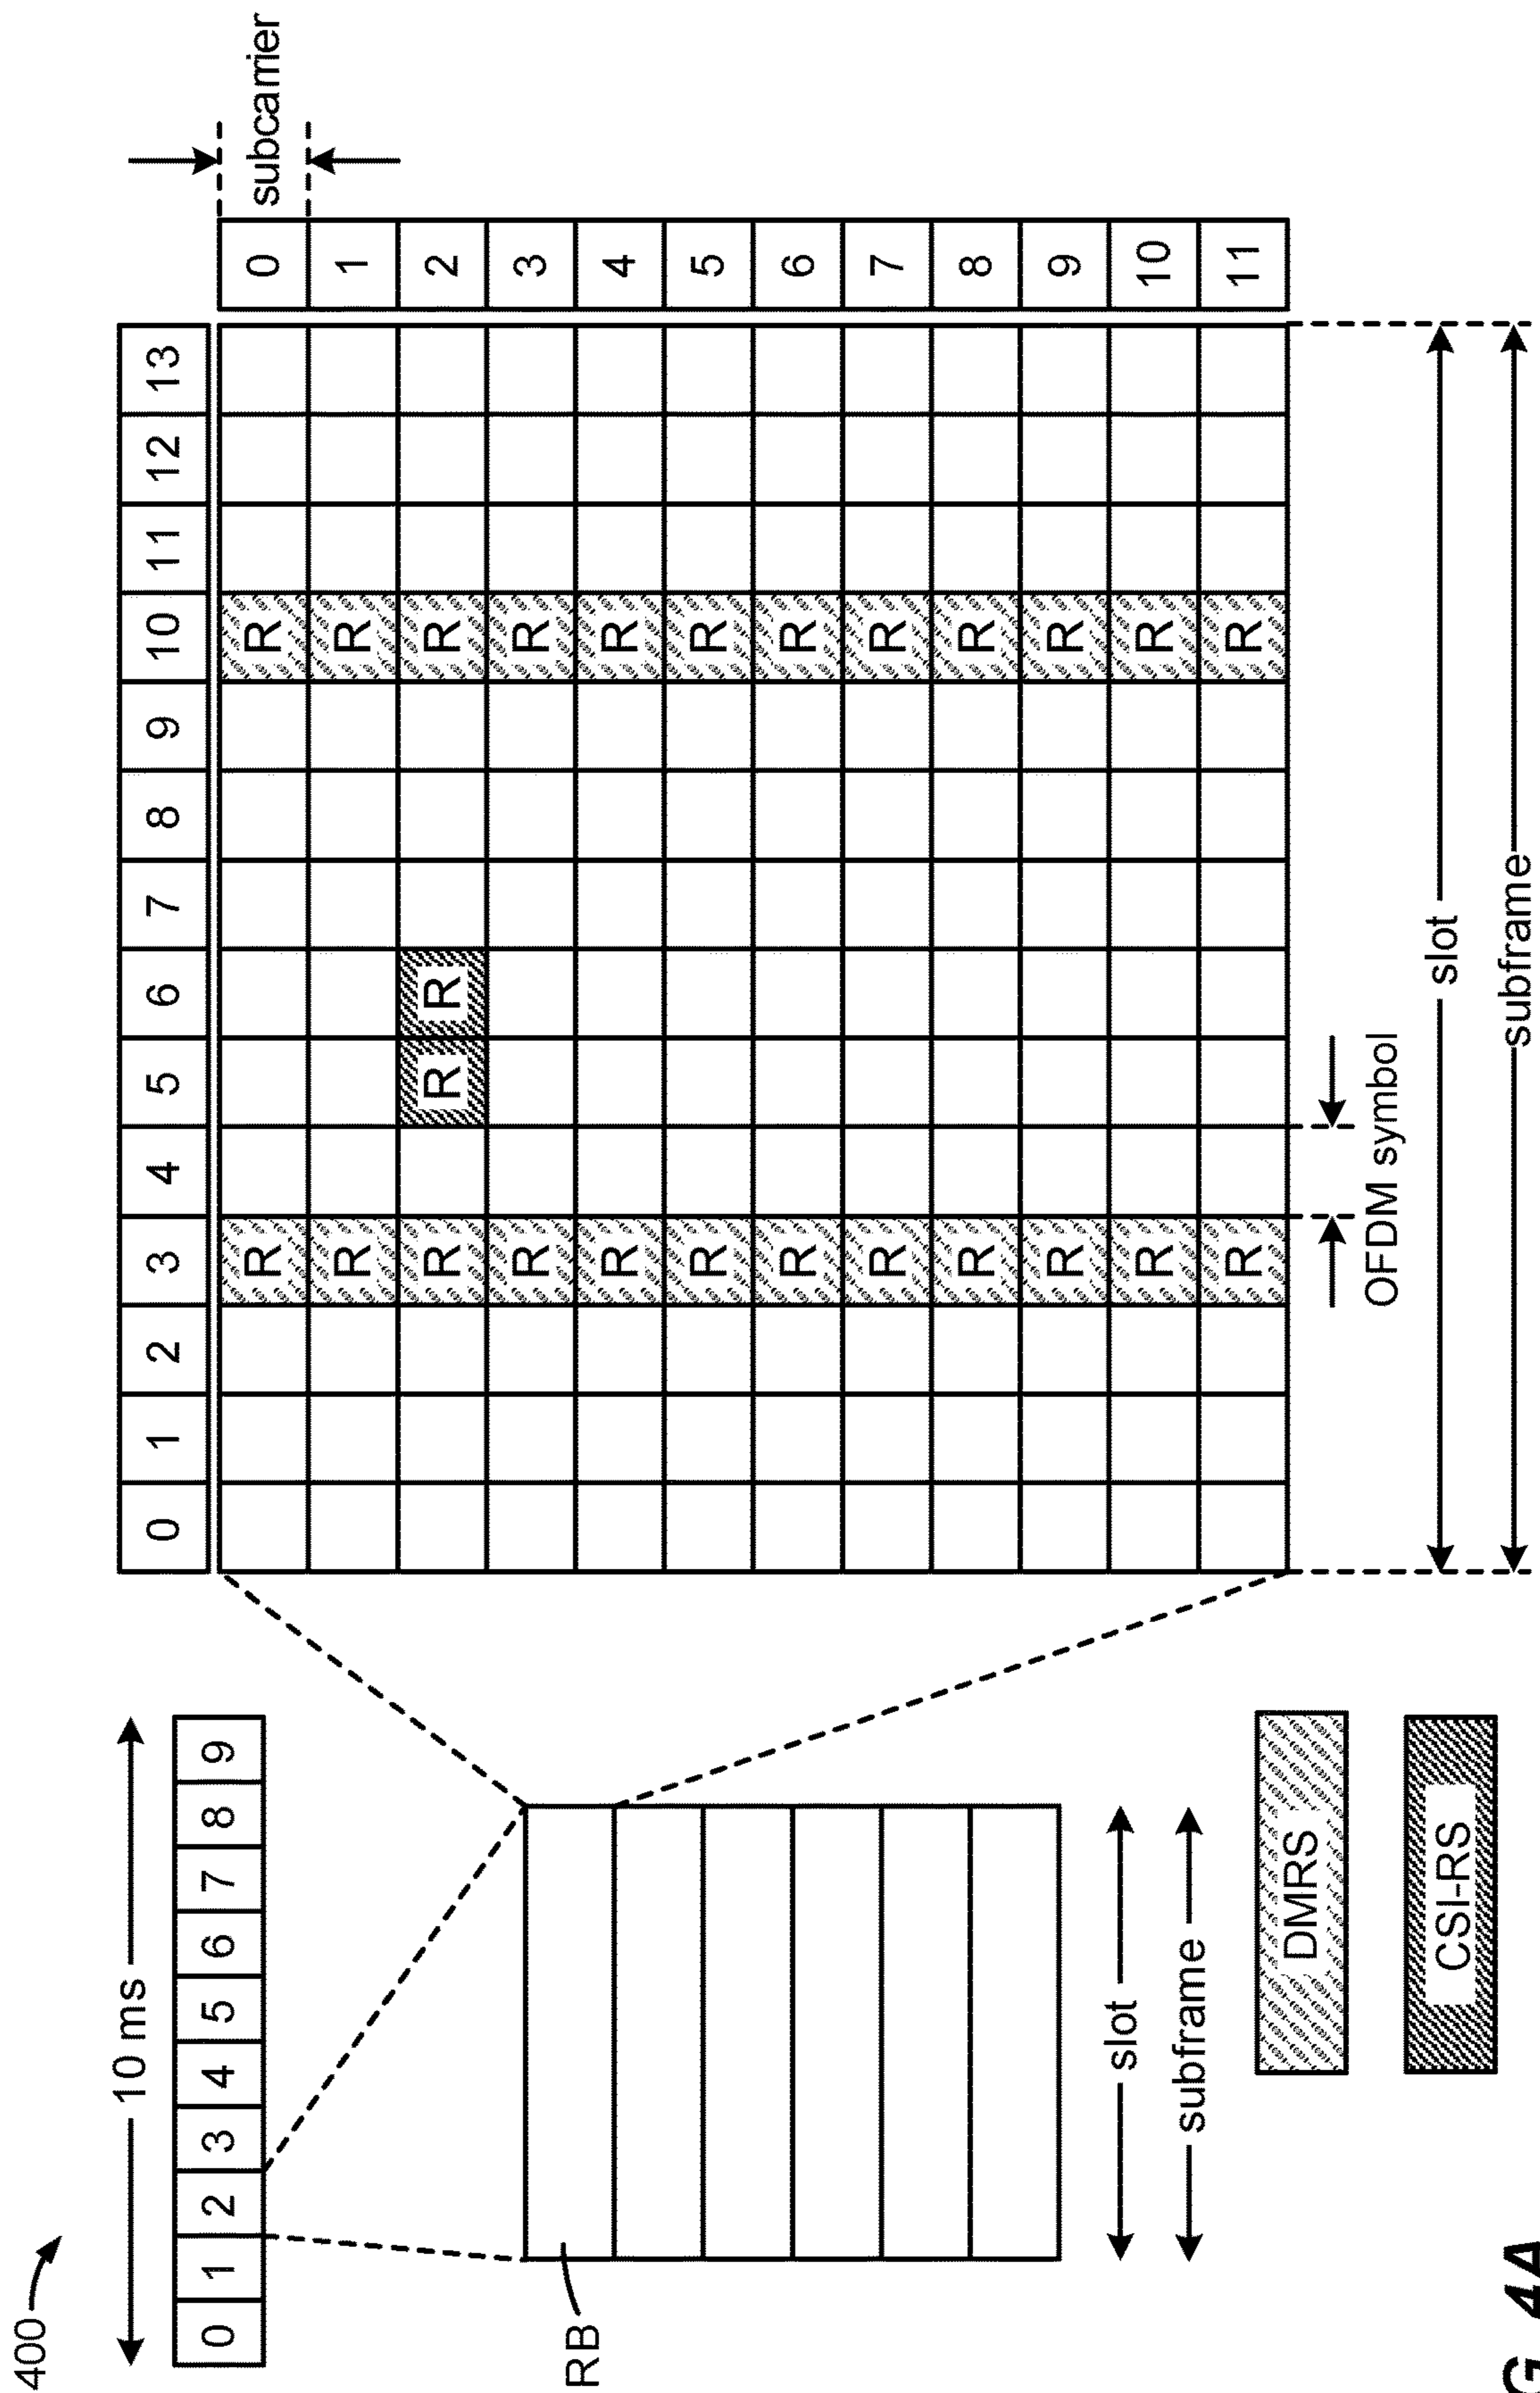 400
10 ms
0 1 2 3 4 5 6 7 8 9
RB
slot
subframe
DMRS
CSI-RS
0 1 2 3 4 5 6 7 8 9 10 11 12 13
subcarrier
R R 0
R R 1
R R R R 2
R R 3
R R 4
R R 5
R R 6
R R 7
R R 8
R R 9
R R 10
R R 11
OFDM symbol
slot
subframe
G. 4A